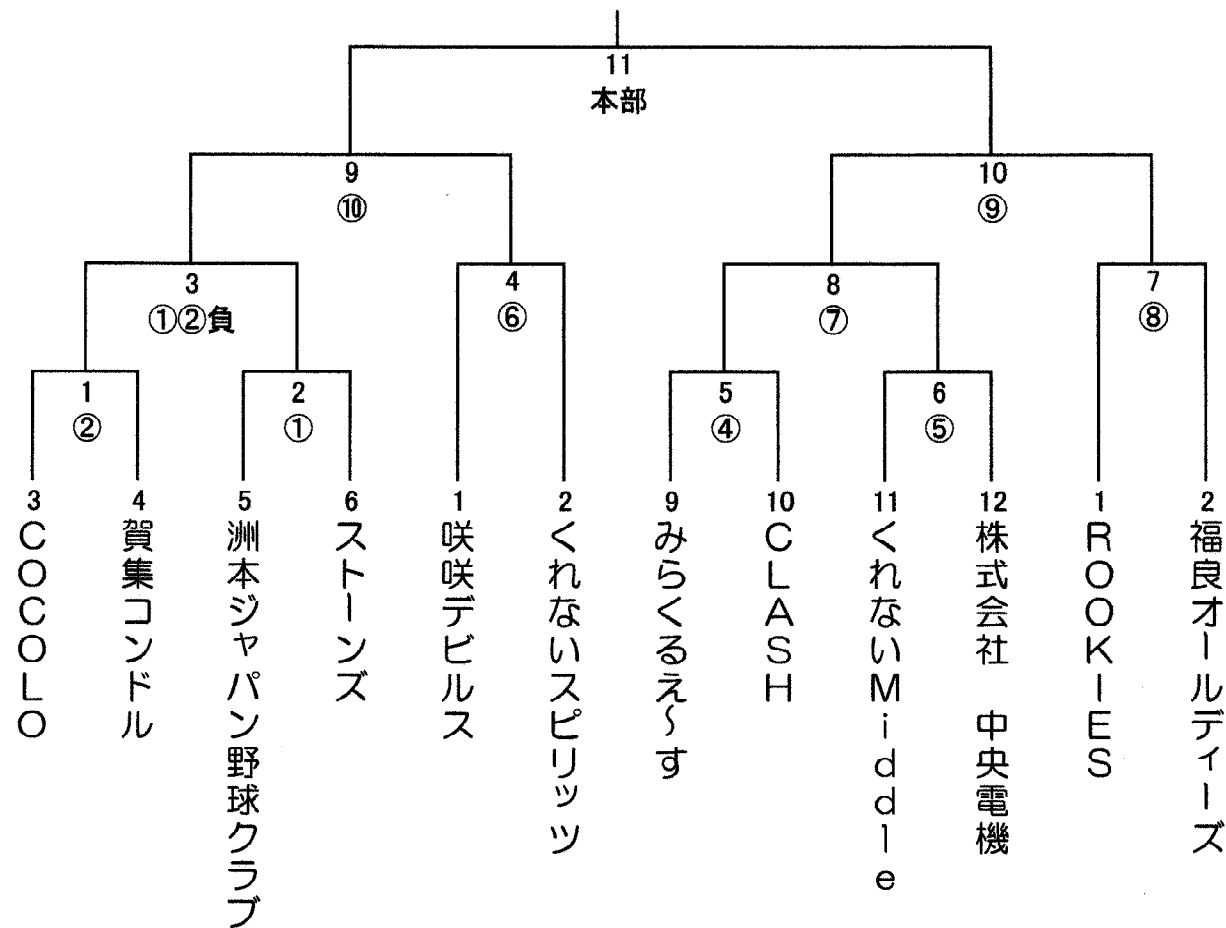 11
本部
9
10
⑩
⑨
3
4
8
7
①②負
⑥
⑦
⑧
1
2
5
6
②
①
④
⑤
3
4
5
6
1
2
9
10
11
12
1
2
COCOLO
賀集コンドル
洲本ジャパン野球クラブ
ストーンズ
咲咲デビルス
くれないスピリッツ
みらくるえ～す
CLASH
くれないMiddle
株式会社　中央電機
ROOKIES
福良オールディーズ